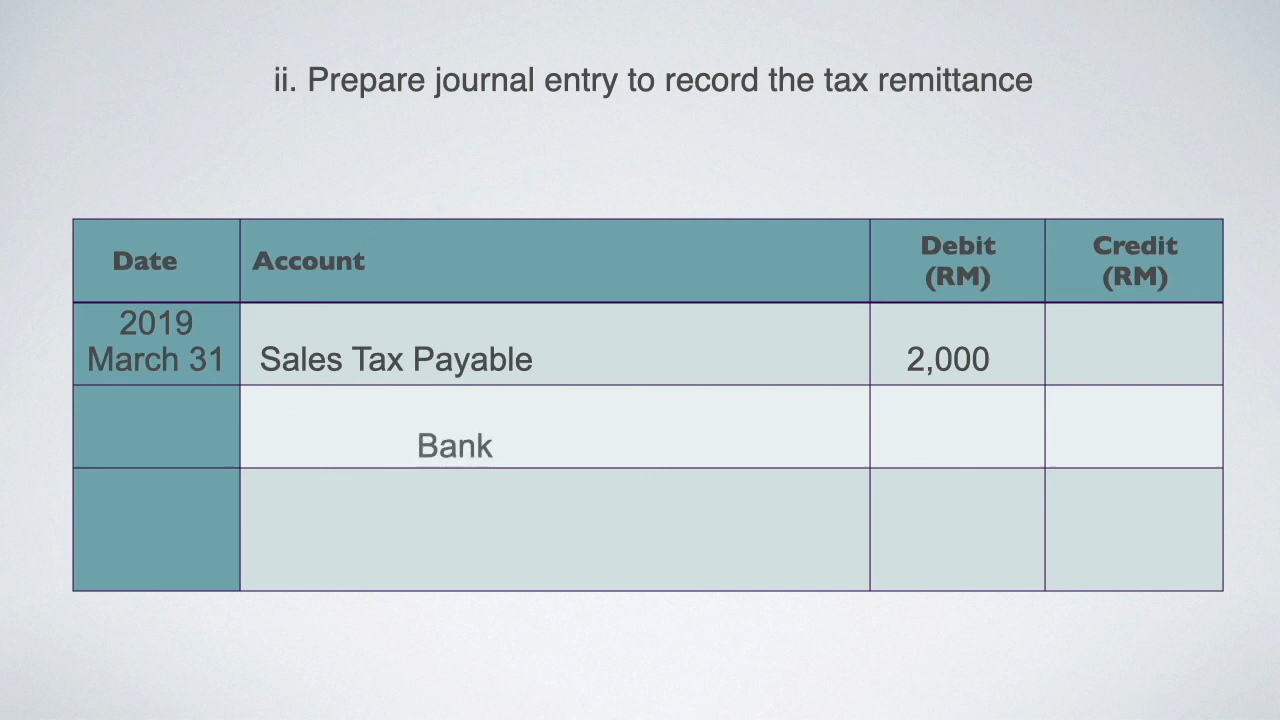 ii. Prepare journal entry to record the tax remittance
Date
Account
Debit
(RM)
Credit
(RM)
2019
March 31
Sales Tax Payable
2,000
Bank